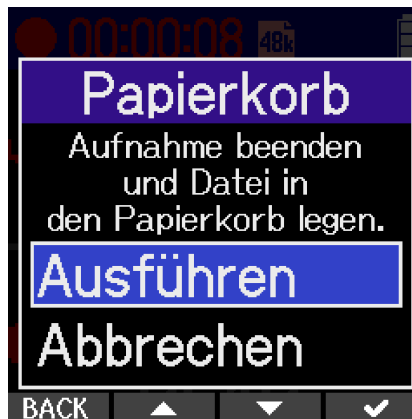 00:00:08 48k
Papierkorb
Aufnahme beenden
und Datei in
den Papierkorb legen.
Ausführen
Abbrechen
BACK